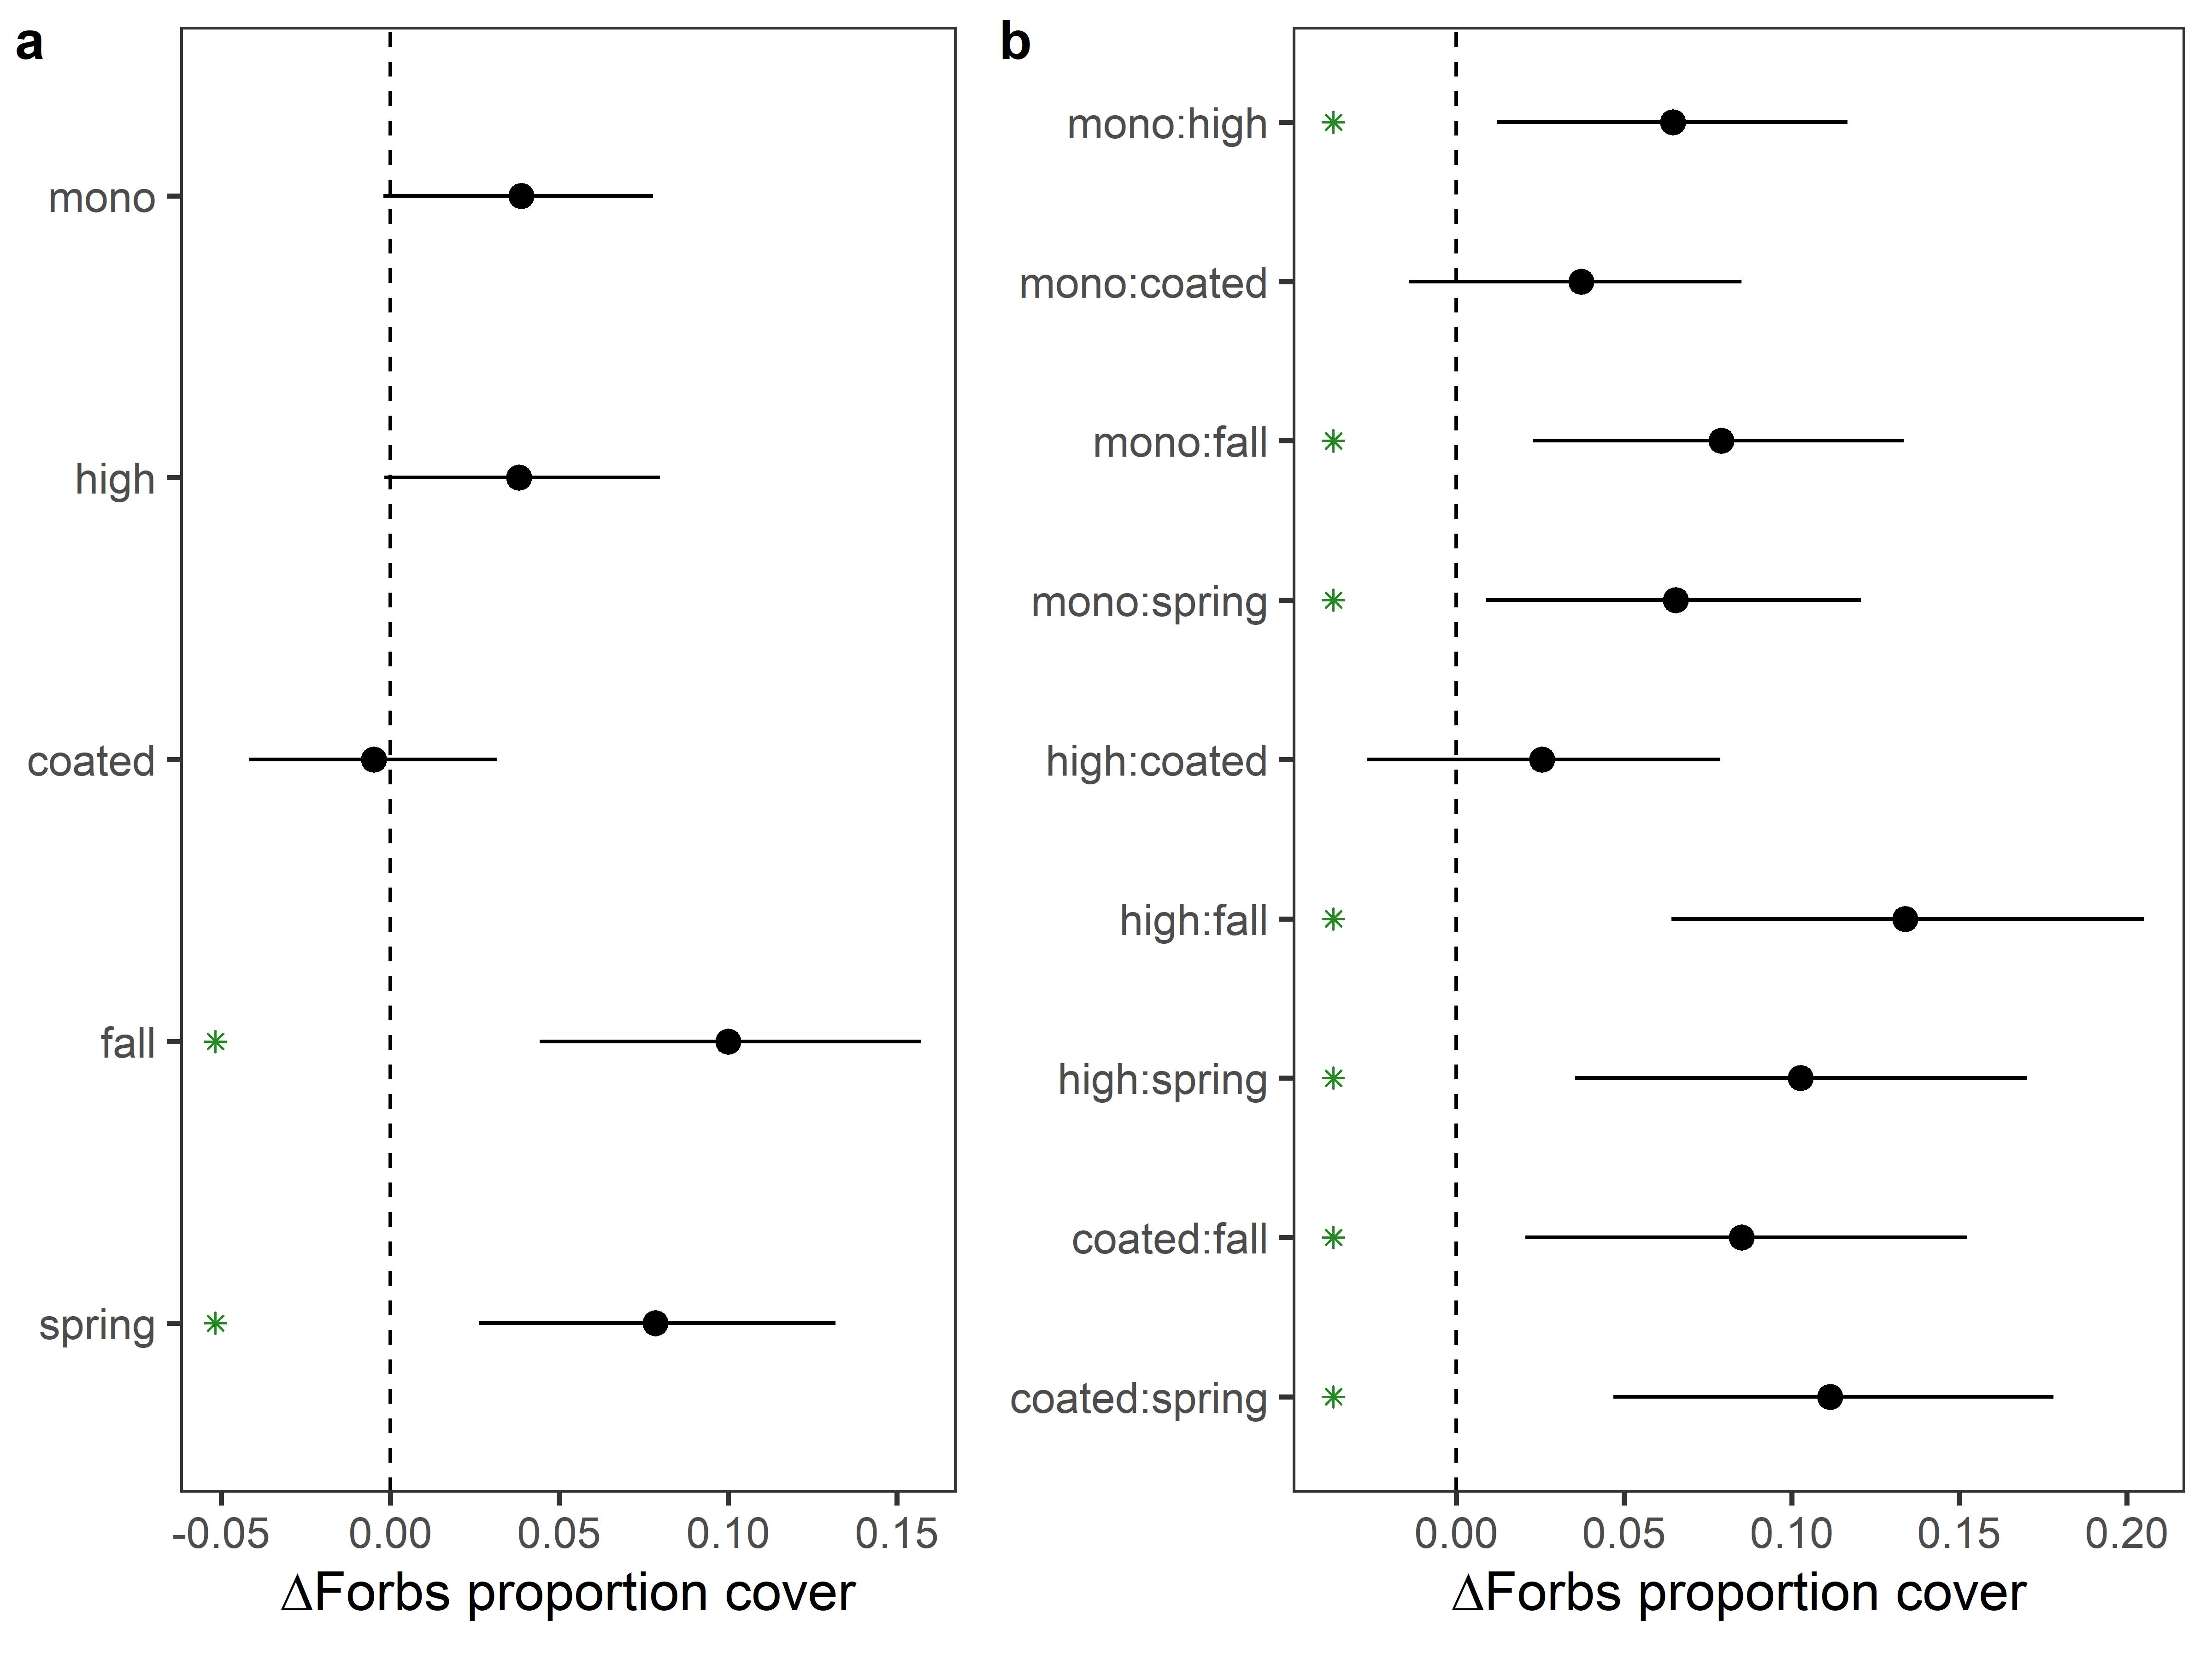 a
mono
high
coated
fall
spring
-0.05 0.00 0.05 0.10 0.15
ΔForbs proportion cover
b
mono:high
mono:coated
mono:fall
mono:spring
high:coated
high:fall
high:spring
coated:fall
coated:spring
0.00 0.05 0.10 0.15 0.20
ΔForbs proportion cover